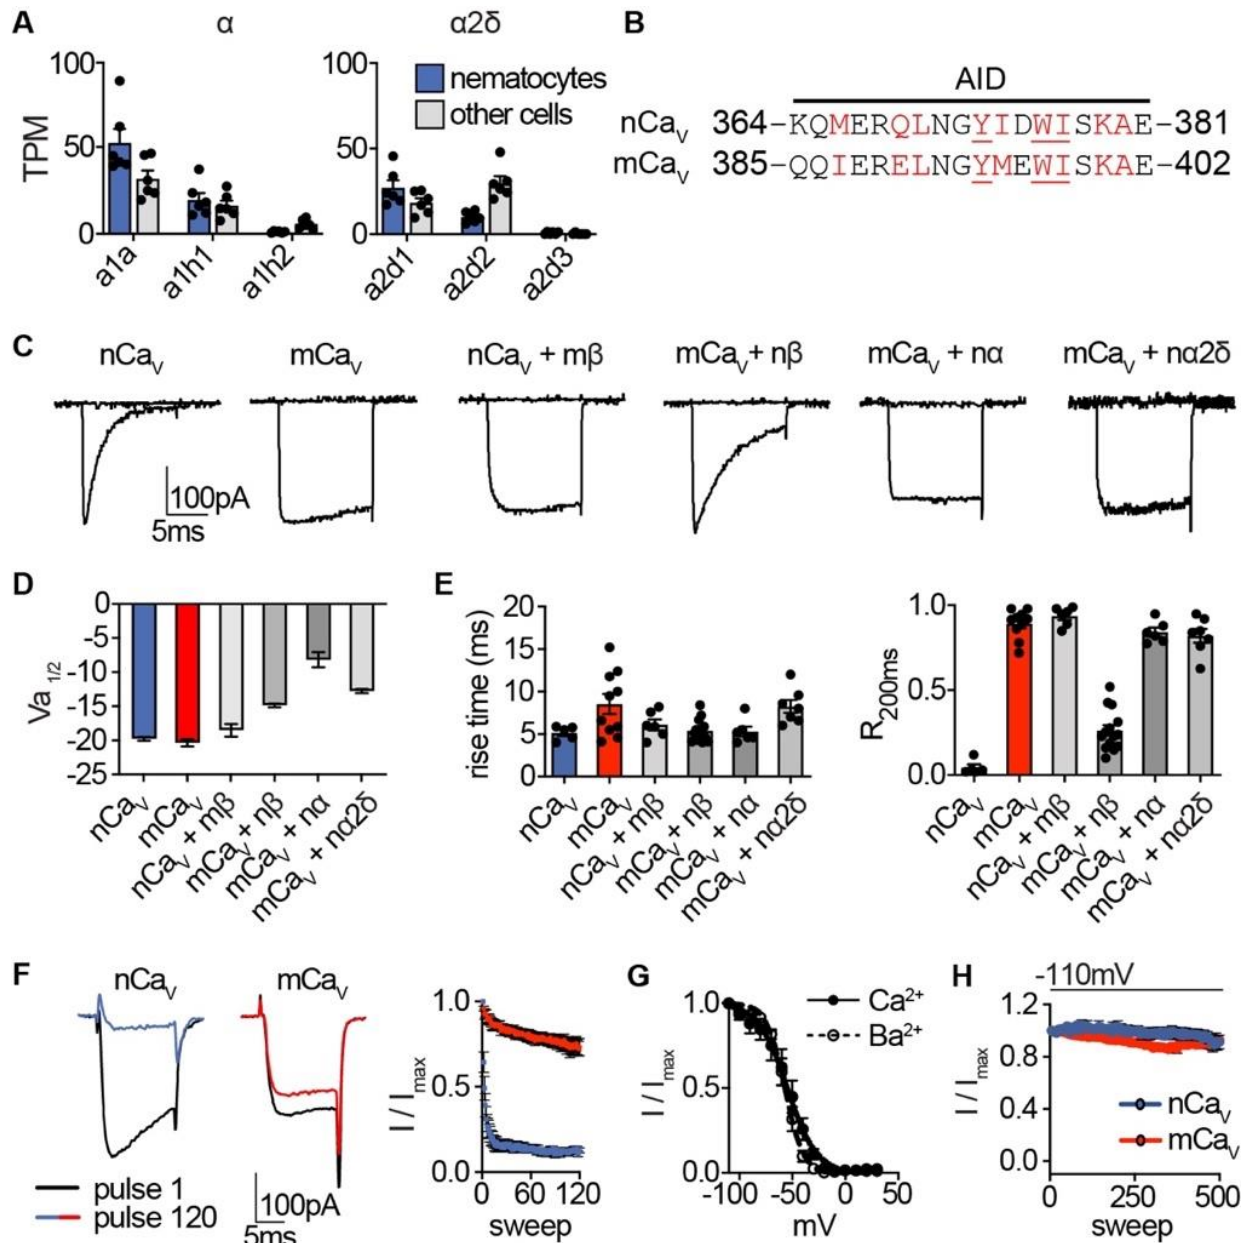 A
α
α2δ
B
100
50
0
TPM
a1a
a1h1
a1h2
100
50
0
a2d1
a2d2
a2d3
nematocytes
other cells
AID
nCaV 364-KQMERQLNGYIDWISKAE-381
mCaV 385-QQIERELNGYMEWISKAE-402
C
nCaV
mCaV
nCaV + mβ
mCaV + nβ
mCaV + nα
mCaV + nα2δ
100pA
5ms
D
0
-5
-10
-15
-20
-25
Va 1/2
nCaV
mCaV
nCaV + mβ
mCaV + nβ
mCaV + nα
mCaV + nα2δ
E
20
15
10
5
0
rise time (ms)
nCaV
mCaV
nCaV + mβ
mCaV + nβ
mCaV + nα
mCaV + nα2δ
1.0
0.5
0.0
R200ms
nCaV
mCaV
nCaV + mβ
mCaV + nβ
mCaV + nα
mCaV + nα2δ
F
nCaV
mCaV
pulse 1
pulse 120
100pA
5ms
1.0
0.5
0.0
I / Imax
0 60 120
sweep
G
Ca2+
Ba2+
1.0
0.5
0.0
I / Imax
-100 -50 0 50
mV
H
-110mV
1.2
0.8
0.4
0.0
I / Imax
nCaV
mCaV
0 250 500
sweep